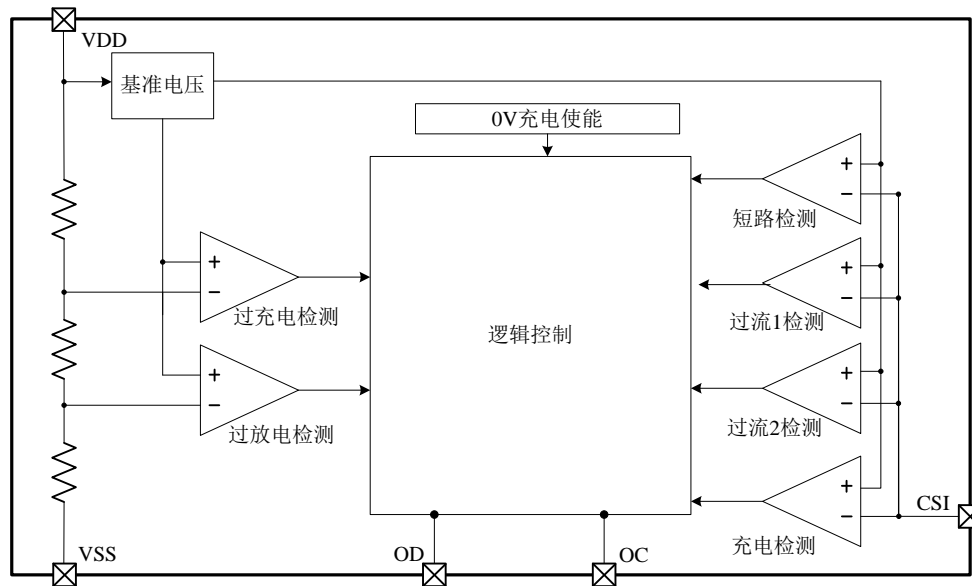 VDD
基准电压
0V充电使能
+
−
短路检测
+
−
过充电检测
+
−
过流1检测
逻辑控制
+
−
过放电检测
+
−
过流2检测
+
−
充电检测
CSI
VSS
OD
OC